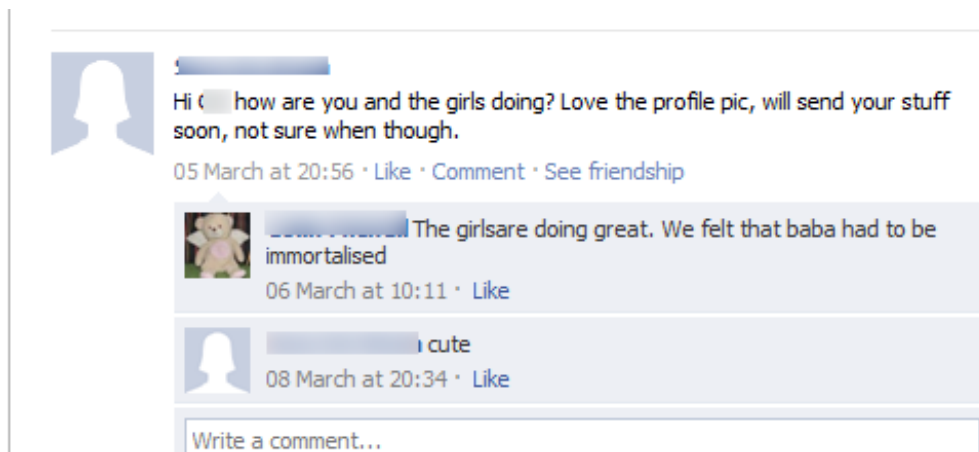 Hi how are you and the girls doing? Love the profile pic, will send your stuff
soon, not sure when though.
05 March at 20:56 · Like · Comment · See friendship
The girlsare doing great. We felt that baba had to be
immortalised
06 March at 10:11 · Like
cute
08 March at 20:34 · Like
Write a comment...